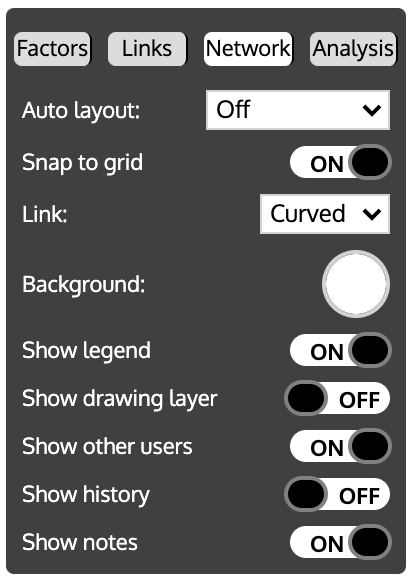 Factors Links Network Analysis
Auto layout: Off
Snap to grid ON
Link: Curved
Background:
Show legend ON
Show drawing layer OFF
Show other users ON
Show history OFF
Show notes ON